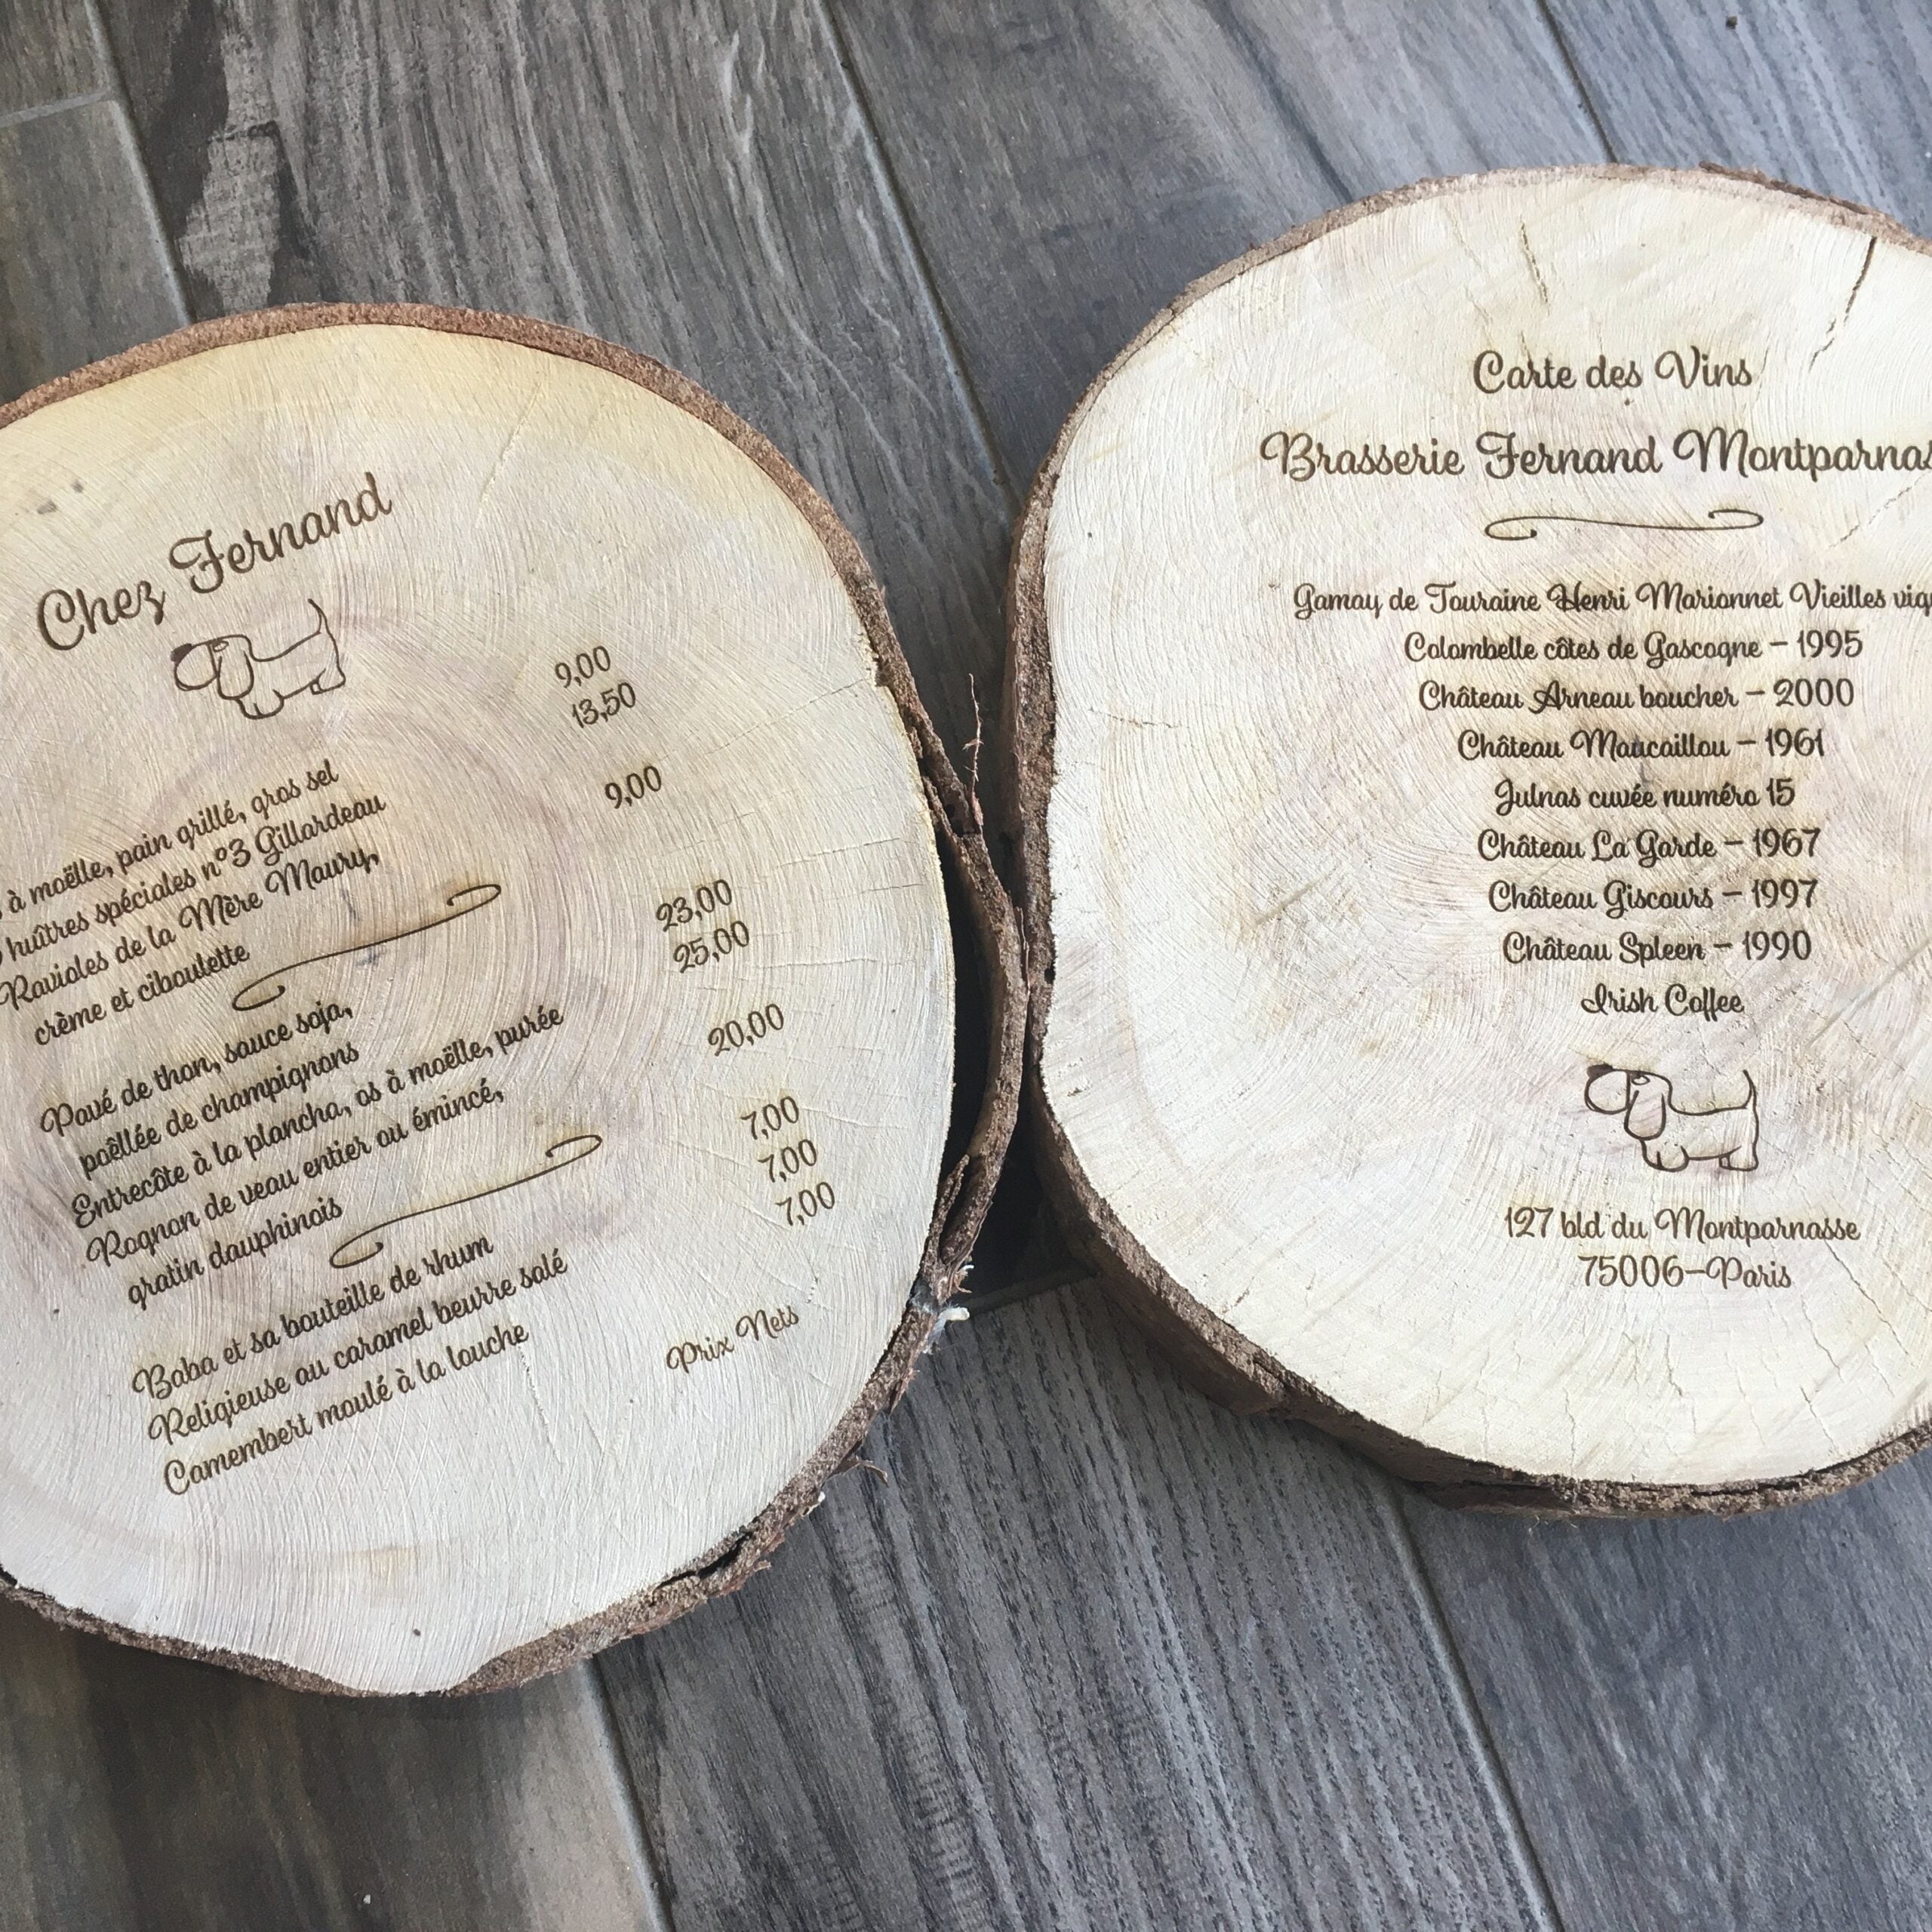 Chez Fernand
à moëlle, pain grillé, gros sel 9,00
huîtres spéciales n°3 Gillardeau 13,50
Ravioles de la Mère Maury,
crème et ciboulette 9,00
Pavé de thon, sauce soja,
poêllée de champignons 23,00
Entrecôte à la plancha, os à moëlle, purée 25,00
Rognon de veau entier ou émincé,
gratin dauphinois 20,00
Baba et sa bouteille de rhum 7,00
Religieuse au caramel beurre salé 7,00
Camembert moulé à la louche 7,00
Prix Nets
Carte des Vins
Brasserie Fernand Montparnas
Gamay de Touraine Henri Marionnet Vieilles vig
Colombelle côtes de Gascogne – 1995
Château Arneau boucher – 2000
Château Maucaillou – 1961
Julnas cuvée numéro 15
Château La Garde – 1967
Château Giscours – 1997
Château Spleen – 1990
Irish Coffee
127 bld du Montparnasse
75006-Paris